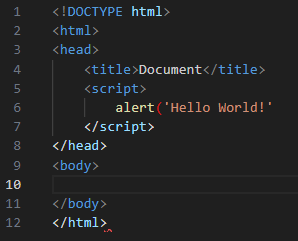 1 <!DOCTYPE html>
2 <html>
3 <head>
4     <title>Document</title>
5     <script>
6         alert('Hello World!'
7     </script>
8 </head>
9 <body>
10
11 </body>
12 </html>